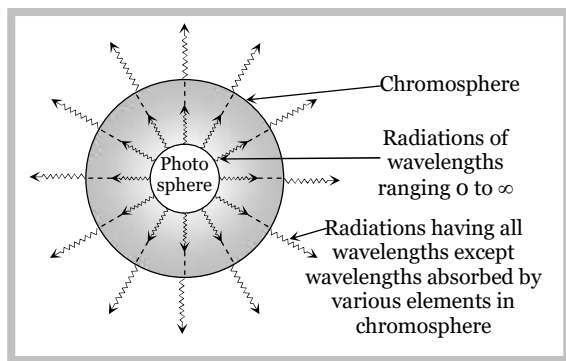 Chromosphere
Radiations of
wavelengths
ranging 0 to ∞
Photo
sphere
Radiations having all
wavelengths except
wavelengths absorbed by
various elements in
chromosphere